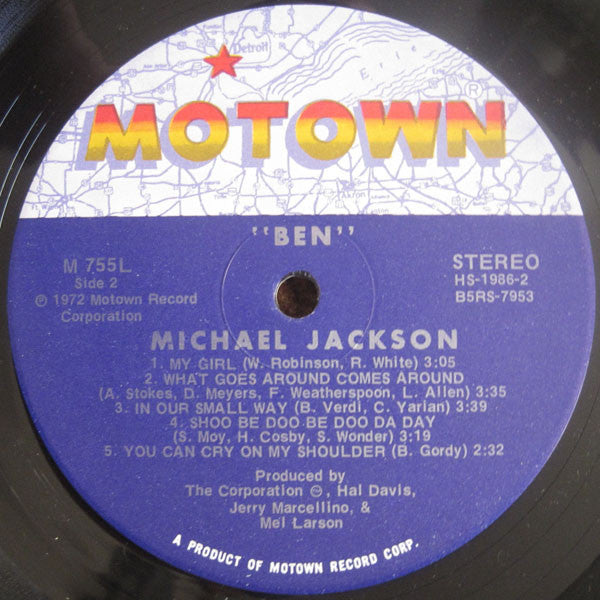 Detroit
Erie
MOTOWN®
"BEN"
M 755L
Side 2
℗ 1972 Motown Record
Corporation
STEREO
HS-1986-2
B5RS-7953
MICHAEL JACKSON
1. MY GIRL (W. Robinson, R. White) 3:05
2. WHAT GOES AROUND COMES AROUND
(A. Stokes, D. Meyers, F. Weatherspoon, L. Allen) 3:35
3. IN OUR SMALL WAY (B. Verdi, C. Yarian) 3:39
4. SHOO BE DOO BE DOO DA DAY
(S. Moy, H. Cosby, S. Wonder) 3:19
5. YOU CAN CRY ON MY SHOULDER (B. Gordy) 2:32
Produced by
The Corporation ™, Hal Davis,
Jerry Marcellino, &
Mel Larson
A PRODUCT OF MOTOWN RECORD CORP.